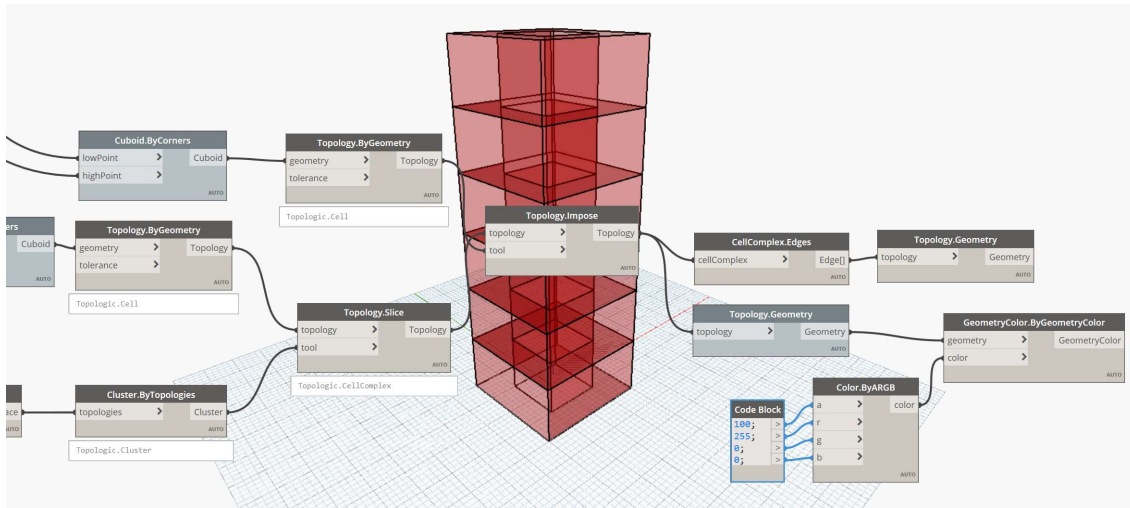 Cuboid.ByCorners
lowPoint > Cuboid
highPoint >
AUTO
Topology.ByGeometry
geometry > Topology
tolerance >
AUTO
Topologic.Cell
ers
Cuboid
AUTO
Topology.ByGeometry
geometry > Topology
tolerance >
AUTO
Topologic.Cell
Topology.Impose
topology > Topology
tool >
AUTO
CellComplex.Edges
cellComplex > Edge[]
AUTO
Topology.Geometry
topology > Geometry
AUTO
Topology.Slice
topology > Topology
tool >
AUTO
Topologic.CellComplex
Topology.Geometry
topology > Geometry
AUTO
GeometryColor.ByGeometryColor
geometry > GeometryColor
color >
AUTO
ace
AUTO
Cluster.ByTopologies
topologies > Cluster
AUTO
Topologic.Cluster
Code Block
100; >
255; >
0; >
0; >
Color.ByARGB
a > color
r >
g >
b >
AUTO